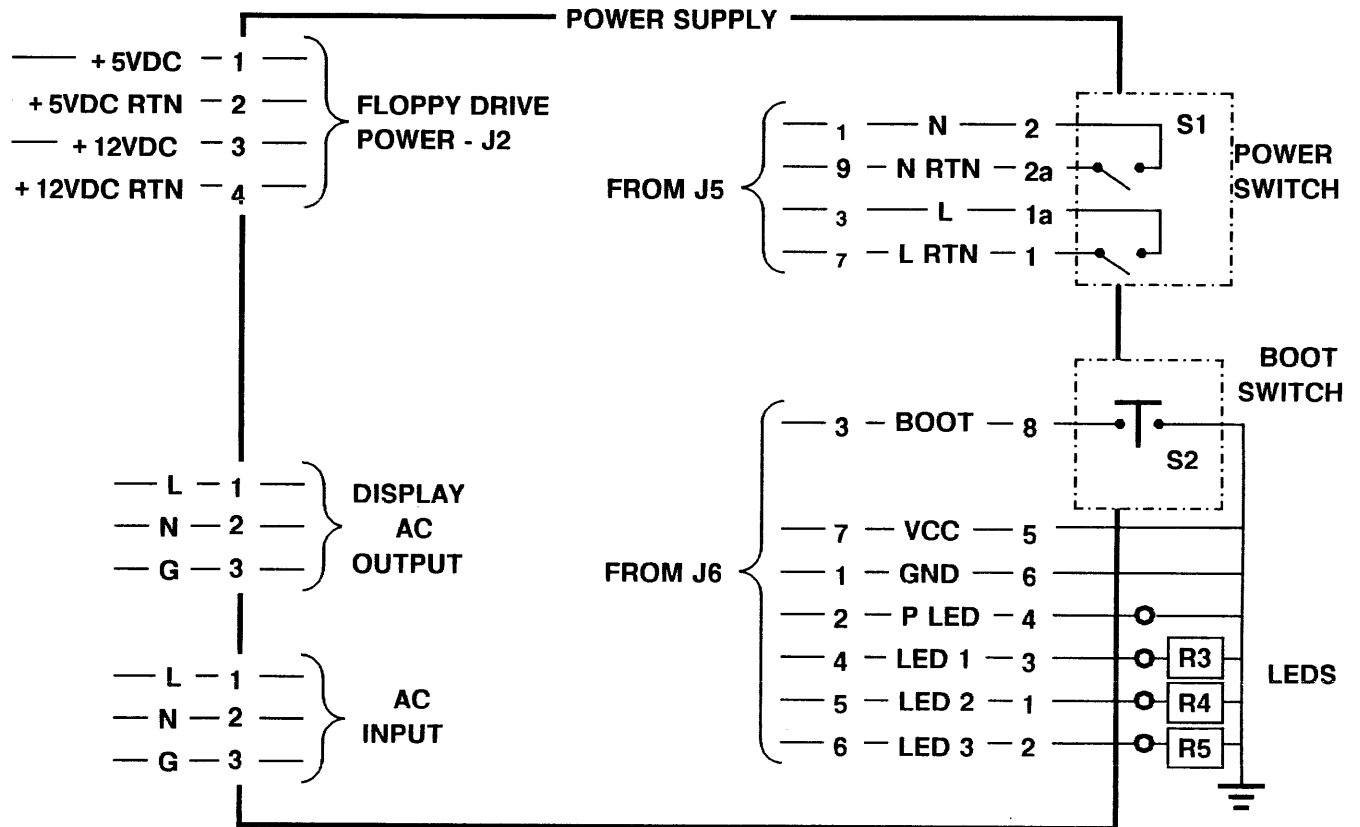 POWER SUPPLY
+5VDC 1
+5VDC RTN 2
+12VDC 3
+12VDC RTN 4
FLOPPY DRIVE
POWER - J2
L 1
N 2
G 3
DISPLAY
AC
OUTPUT
L 1
N 2
G 3
AC
INPUT
FROM J5
1 N 2
9 N RTN 2a
3 L 1a
7 L RTN 1
S1
POWER
SWITCH
BOOT
SWITCH
FROM J6
3 BOOT 8
S2
7 VCC 5
1 GND 6
2 P LED 4
4 LED 1 3 R3
5 LED 2 1 R4
6 LED 3 2 R5
LEDS